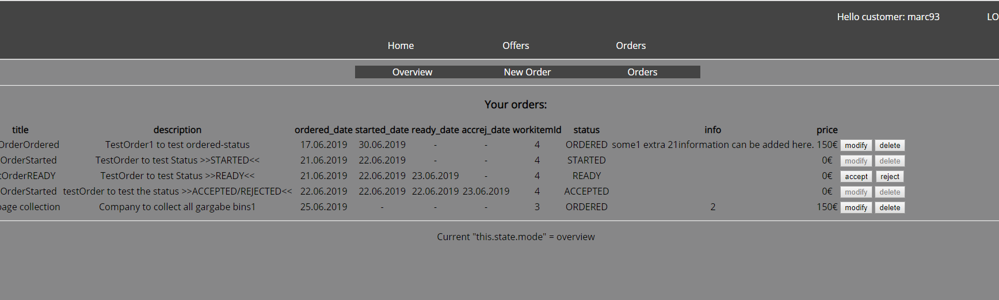 Hello customer: marc93 LO
Home Offers Orders
Overview New Order Orders
Your orders:
title description ordered_date started_date ready_date accrej_date workitemId status info price
OrderOrdered TestOrder1 to test ordered-status 17.06.2019 30.06.2019 - - 4 ORDERED some1 extra 21information can be added here. 150€ modify delete
OrderStarted TestOrder to test Status >>STARTED<< 21.06.2019 22.06.2019 - - 4 STARTED 0€ modify delete
tOrderREADY TestOrder to test Status >>READY<< 21.06.2019 22.06.2019 23.06.2019 - 4 READY 0€ accept reject
OrderStarted testOrder to test the status >>ACCEPTED/REJECTED<< 22.06.2019 22.06.2019 22.06.2019 23.06.2019 4 ACCEPTED 0€ modify delete
page collection Company to collect all gargabe bins1 25.06.2019 - - - 3 ORDERED 2 150€ modify delete
Current "this.state.mode" = overview